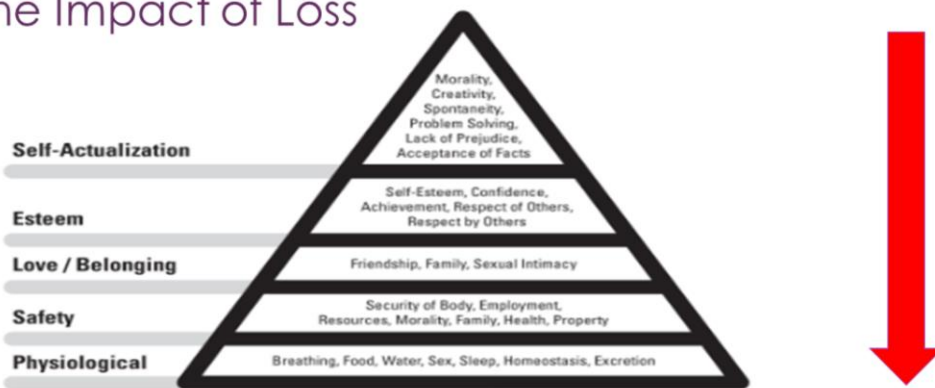 he Impact of Loss
Morality,
Creativity,
Spontaneity,
Problem Solving,
Lack of Prejudice,
Acceptance of Facts
Self-Actualization
Self-Esteem, Confidence,
Achievement, Respect of Others,
Respect by Others
Esteem
Love / Belonging
Friendship, Family, Sexual Intimacy
Security of Body, Employment,
Resources, Morality, Family, Health, Property
Safety
Physiological
Breathing, Food, Water, Sex, Sleep, Homeostasis, Excretion